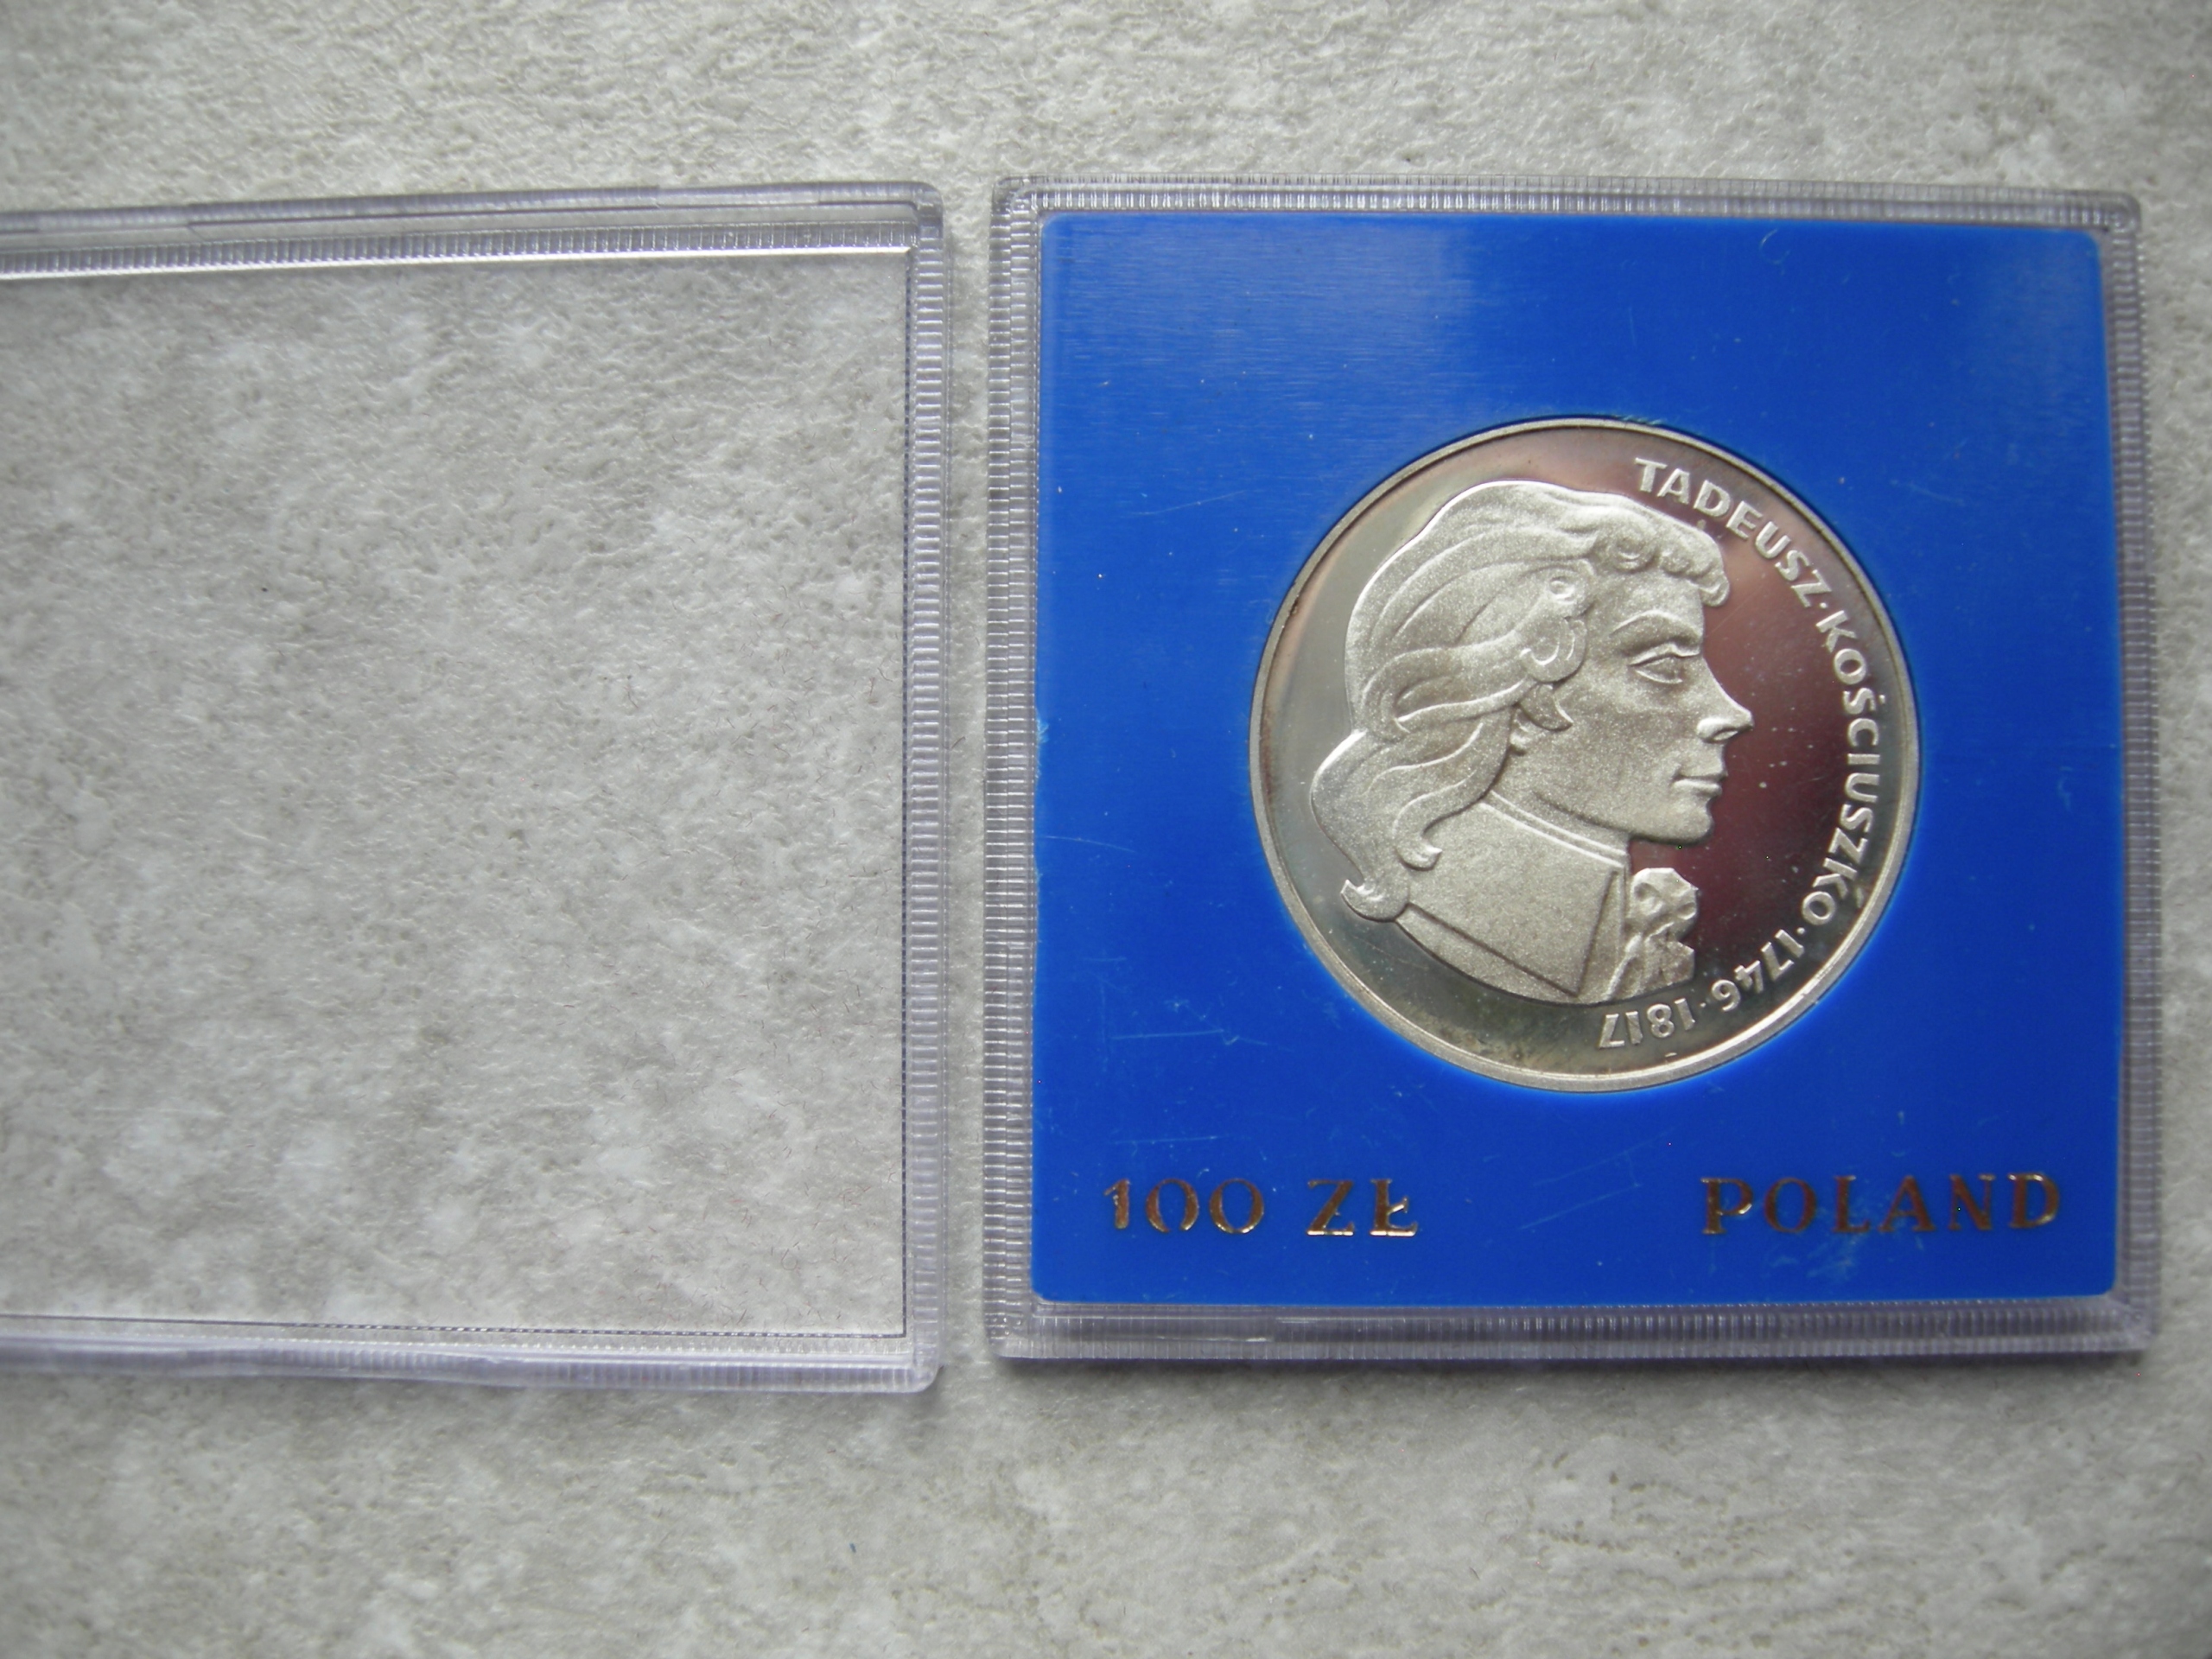 TADEUSZ·KOŚCIUSZKO·1746·1817
100 ZŁ POLAND